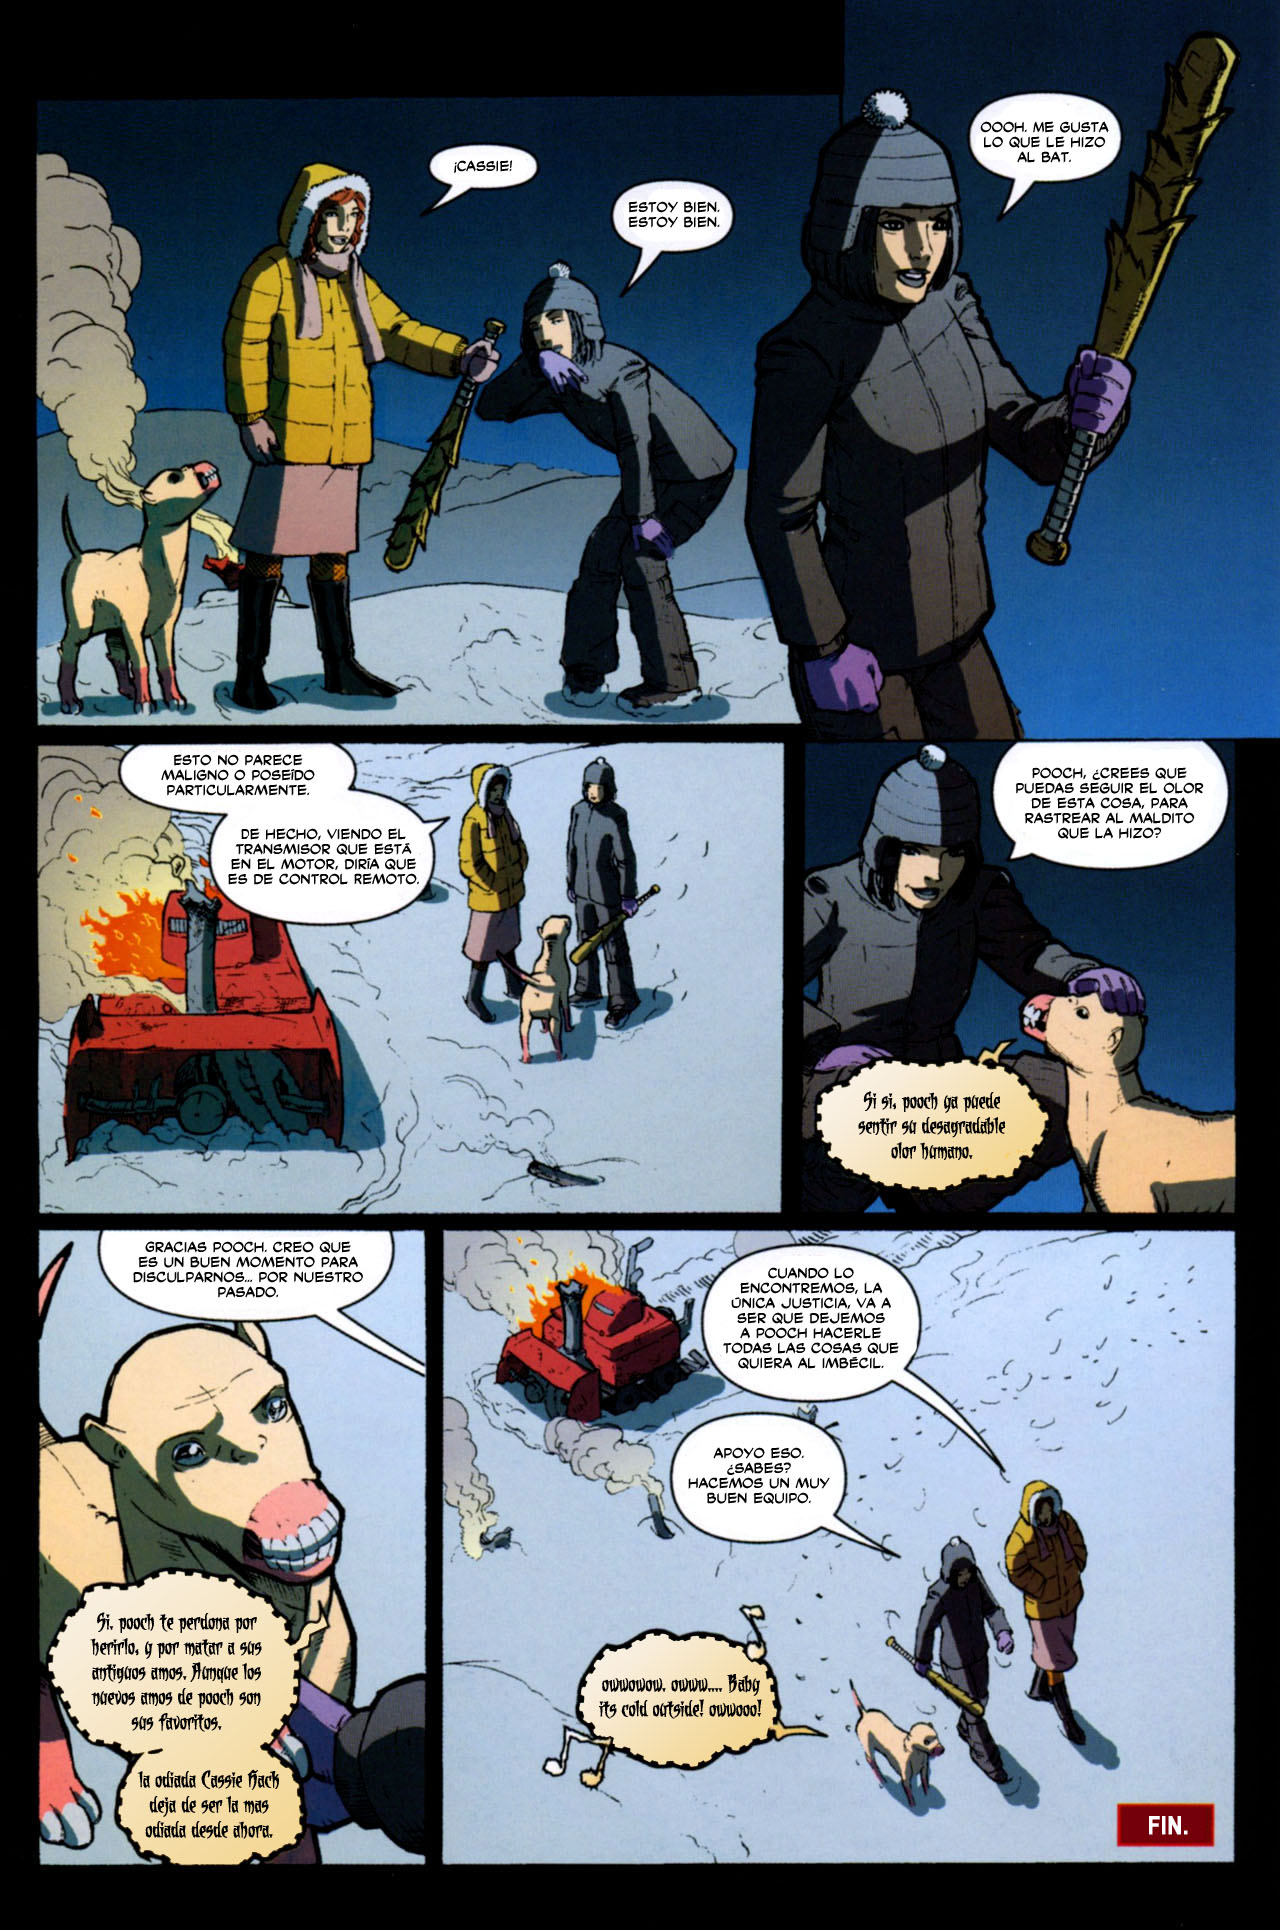 ¡CASSIE!
ESTOY BIEN.
ESTOY BIEN.
OOOH. ME GUSTA
LO QUE LE HIZO
AL BAT.
ESTO NO PARECE
MALIGNO O POSEÍDO
PARTICULARMENTE.
DE HECHO, VIENDO EL
TRANSMISOR QUE ESTÁ
EN EL MOTOR, DIRÍA QUE
ES DE CONTROL REMOTO.
POOCH, ¿CREES QUE
PUEDAS SEGUIR EL OLOR
DE ESTA COSA, PARA
RASTREAR AL MALDITO
QUE LA HIZO?
Si si, pooch ya puede
sentir su desagradable
olor humano.
GRACIAS POOCH. CREO QUE
ES UN BUEN MOMENTO PARA
DISCULPARNOS... POR NUESTRO
PASADO.
Si, pooch te perdona por
herirlo, y por matar a sus
antiguos amos. Aunque los
nuevos amos de pooch son
sus favoritos.
la odiada Cassie Hack
deja de ser la mas
odiada desde ahora.
CUANDO LO
ENCONTREMOS, LA
ÚNICA JUSTICIA, VA A
SER QUE DEJEMOS
A POOCH HACERLE
TODAS LAS COSAS QUE
QUIERA AL IMBÉCIL.
APOYO ESO.
¿SABES?
HACEMOS UN MUY
BUEN EQUIPO.
owwowow, owww.... Baby
its cold outside! owwooo!
FIN.